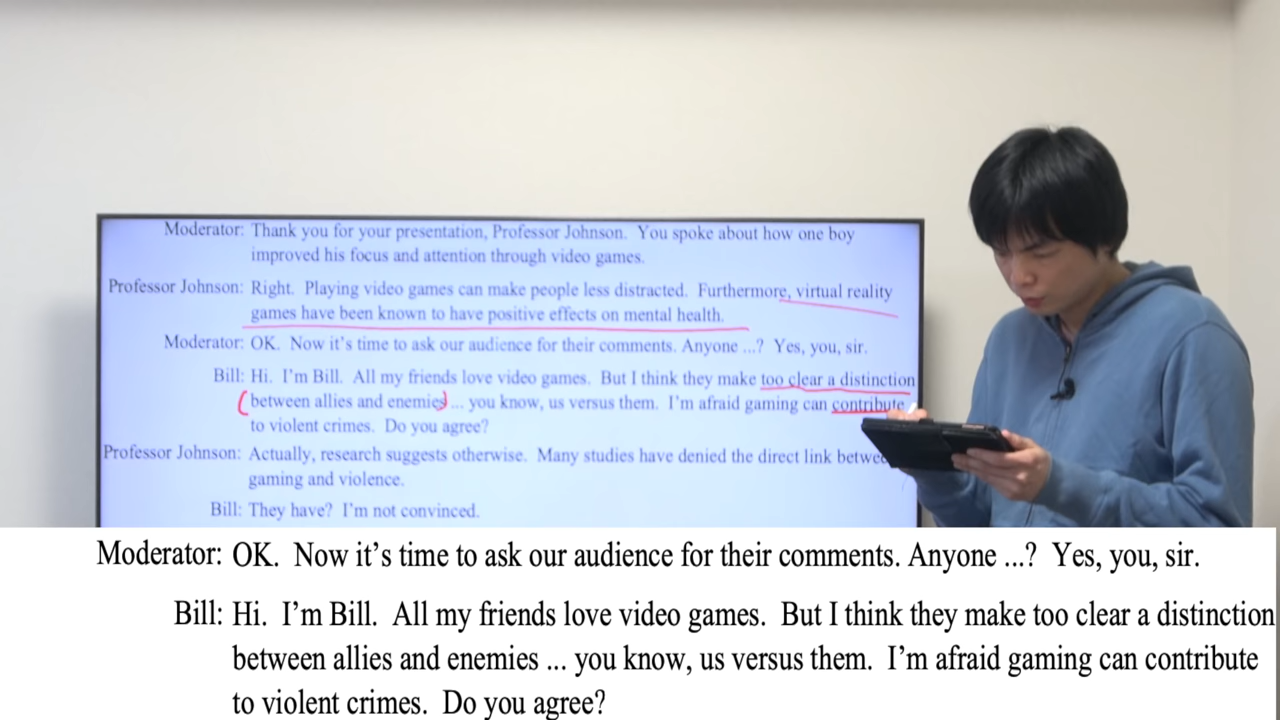 Moderator: Thank you for your presentation, Professor Johnson. You spoke about how one boy
improved his focus and attention through video games.
Professor Johnson: Right. Playing video games can make people less distracted. Furthermore, virtual reality
games have been known to have positive effects on mental health.
Moderator: OK. Now it's time to ask our audience for their comments. Anyone ...? Yes, you, sir.
Bill: Hi. I'm Bill. All my friends love video games. But I think they make too clear a distinction
between allies and enemies ... you know, us versus them. I'm afraid gaming can contribute
to violent crimes. Do you agree?
Professor Johnson: Actually, research suggests otherwise. Many studies have denied the direct link
gaming and violence.
Bill: They have? I'm not convinced.
Moderator: OK. Now it's time to ask our audience for their comments. Anyone ...? Yes, you, sir.
Bill: Hi. I'm Bill. All my friends love video games. But I think they make too clear a distinction
between allies and enemies ... you know, us versus them. I'm afraid gaming can contribute
to violent crimes. Do you agree?